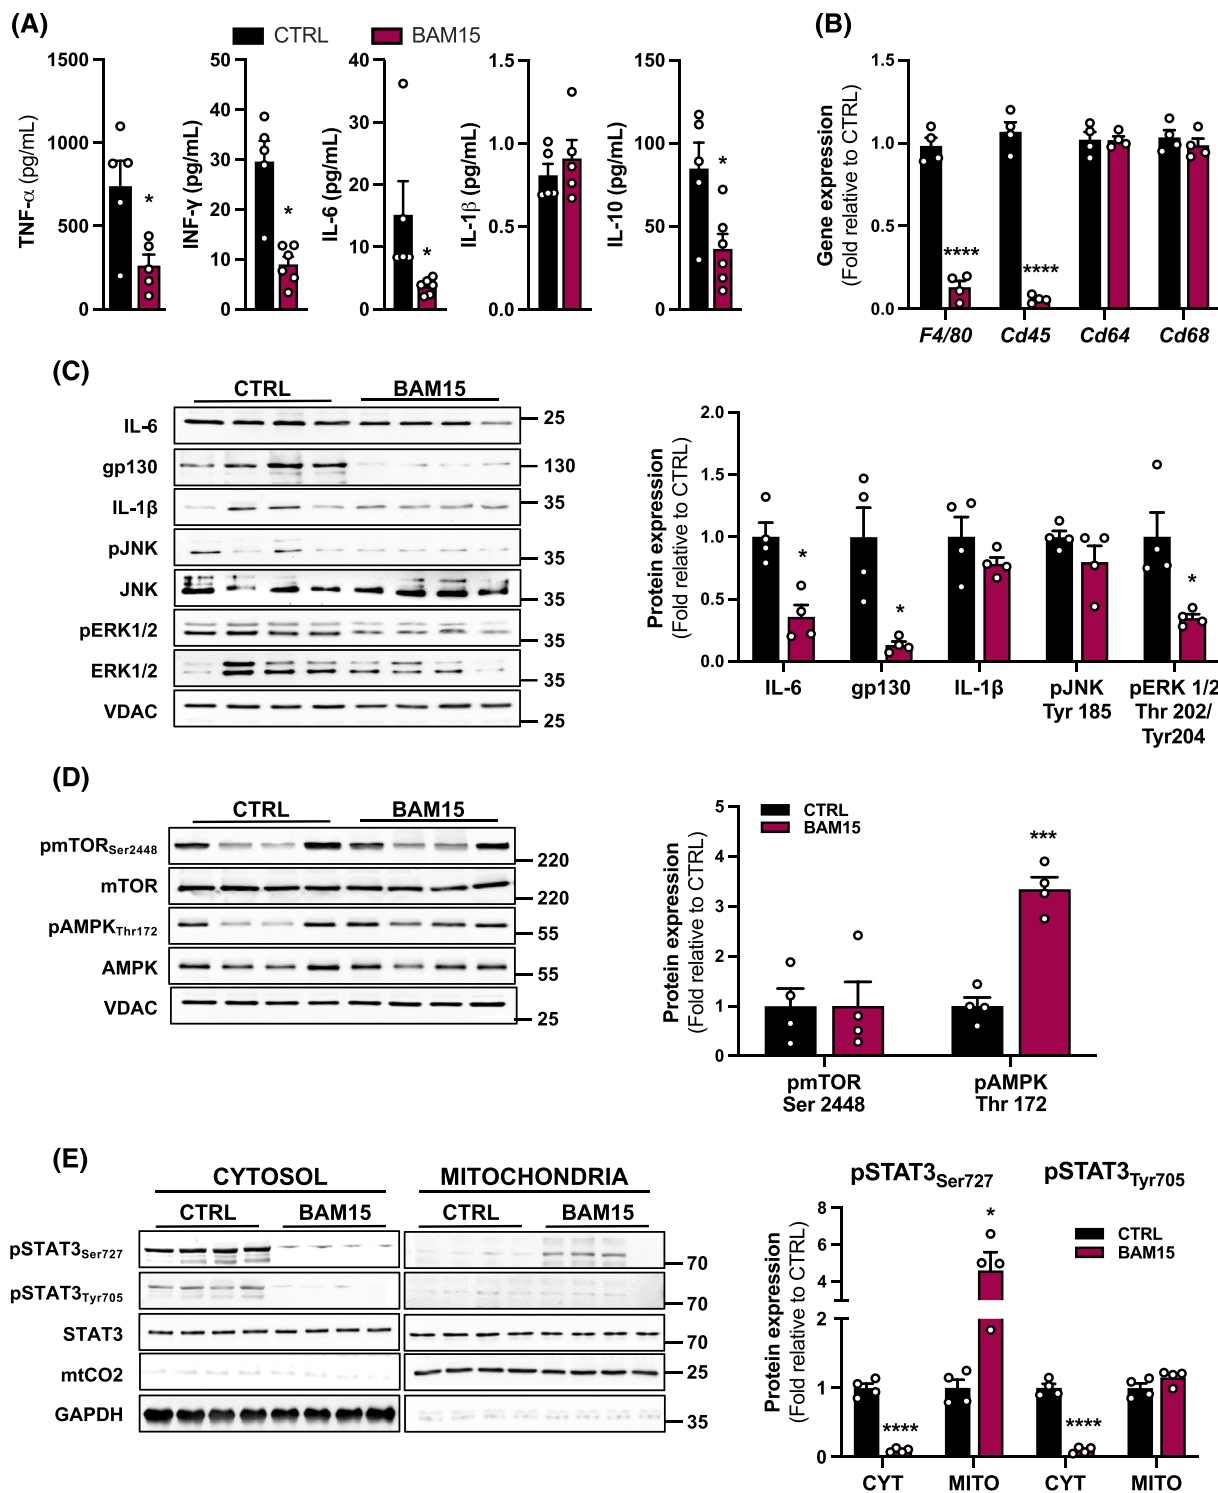 (A)
CTRL
BAM15
TNF-α (pg/mL)
1500
1000
500
0
*
INF-γ (pg/mL)
50
40
30
20
10
0
*
IL-6 (pg/mL)
40
30
20
10
0
*
IL-1β (pg/mL)
1.5
1.0
0.5
0.0
IL-10 (pg/mL)
150
100
50
0
*
(B)
Gene expression
(Fold relative to CTRL)
1.5
1.0
0.5
0.0
****
****
F4/80 Cd45 Cd64 Cd68
(C)
CTRL BAM15
IL-6 25
gp130 130
IL-1β 35
pJNK 35
JNK 35
pERK1/2 35
ERK1/2 35
VDAC 25
Protein expression
(Fold relative to CTRL)
2.0
1.5
1.0
0.5
0.0
*
*
*
IL-6 gp130 IL-1β pJNK pERK 1/2
Tyr 185 Thr 202/
Tyr204
(D)
CTRL BAM15
pmTORSer2448 220
mTOR 220
pAMPKThr172 55
AMPK 55
VDAC 25
Protein expression
(Fold relative to CTRL)
5
4
3
2
1
0
CTRL
BAM15
***
pmTOR pAMPK
Ser 2448 Thr 172
(E)
CYTOSOL MITOCHONDRIA
CTRL BAM15 CTRL BAM15
pSTAT3Ser727 70
pSTAT3Tyr705 70
STAT3 70
mtCO2 25
GAPDH 35
pSTAT3Ser727 pSTAT3Tyr705
Protein expression
(Fold relative to CTRL)
8
6
4
2
1
0
CTRL
BAM15
****
*
****
CYT MITO CYT MITO